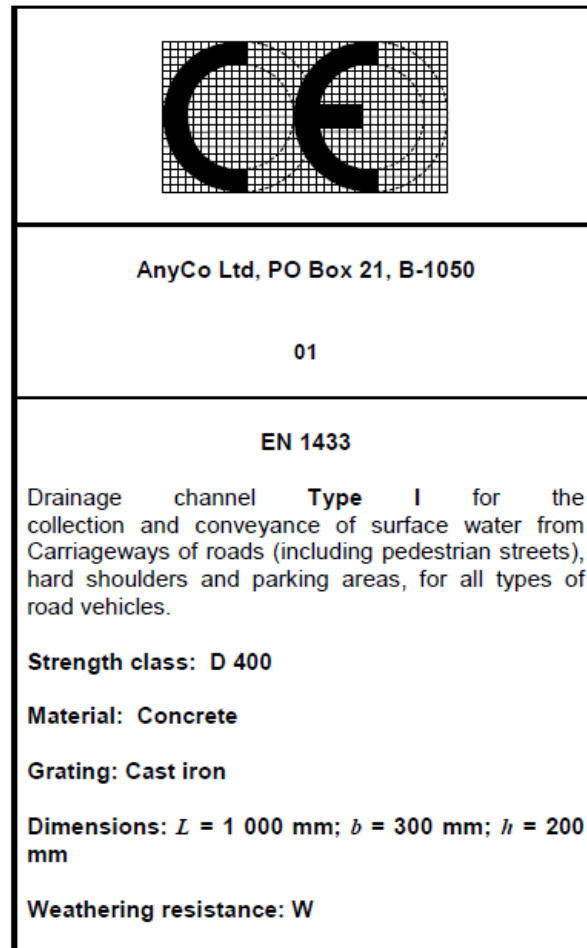 CE
AnyCo Ltd, PO Box 21, B-1050
01
EN 1433
Drainage channel Type I for the
collection and conveyance of surface water from
Carriageways of roads (including pedestrian streets),
hard shoulders and parking areas, for all types of
road vehicles.
Strength class: D 400
Material: Concrete
Grating: Cast iron
Dimensions: L = 1 000 mm; b = 300 mm; h = 200
mm
Weathering resistance: W